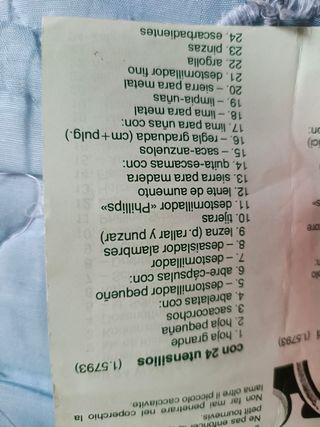 Ne pas enfoncer
petit tournevis.
Non far mai penetrare nel coperchio la
lama oltre il piccolo cacciavite.
con 24 utensilios (1.5793)
1. hoja grande
2. hoja pequeña
3. sacacorchos
4. abrelatas con:
5. – destornillador pequeño
6. abre-cápsulas con:
7. – destornillador
8. – desaislador alambres
9. lezna (p. rallar y punzar)
10. tijeras
11. destornillador «Phillips»
12. lente de aumento
13. sierra para madera
14. quita-escamas con:
15. – saca-anzuelos
16. – regla graduada (cm+pulg.)
17. lima para uñas con:
18. – lima para metal
19. – limpia-uñas
20. – sierra para metal
21. destornillador fino
22. argolla
23. pinzas
24. escarbadientes
(1.5793)